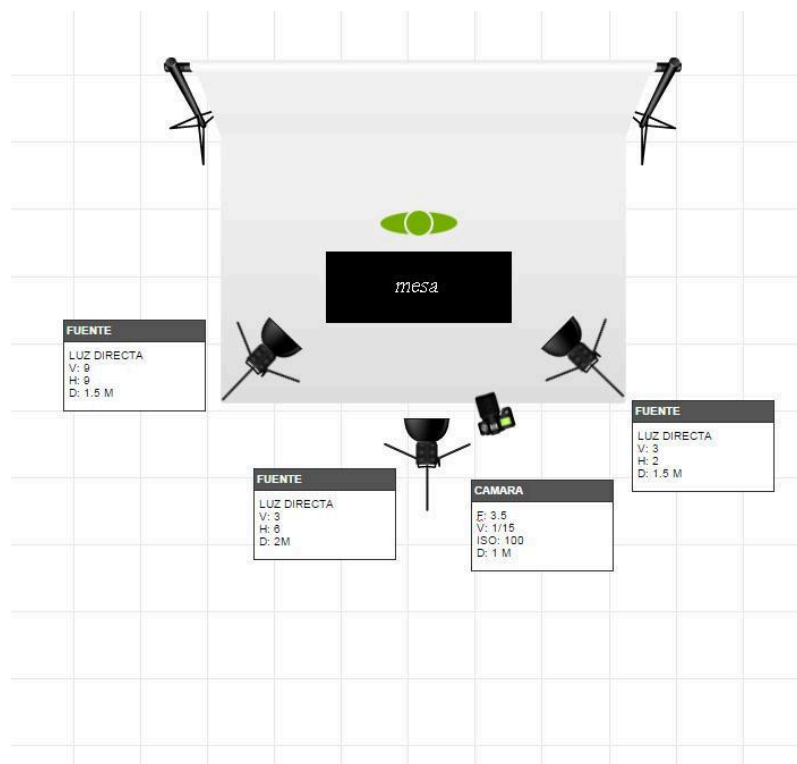 mesa
FUENTE
LUZ DIRECTA
V: 9
H: 9
D: 1.5 M
FUENTE
LUZ DIRECTA
V: 3
H: 2
D: 1.5 M
FUENTE
LUZ DIRECTA
V: 3
H: 6
D: 2M
CAMARA
F: 3.5
V: 1/15
ISO: 100
D: 1 M